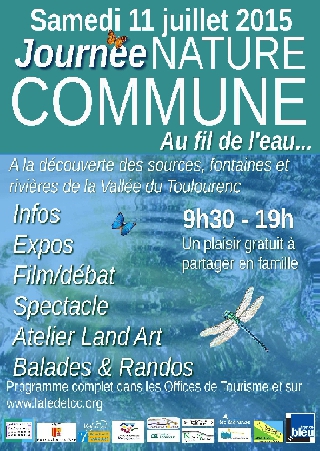 Samedi 11 juillet 2015
Journée NATURE
COMMUNE
Au fil de l'eau...
A la découverte des sources, fontaines et
rivières de la Vallée du Toulourenc
Infos
Expos
Film/débat
Spectacle
Atelier Land Art
Balades & Randos
9h30 - 19h
Un plaisir gratuit à
partager en famille
Programme complet dans les Offices de Tourisme et sur
www.latedetcc.org
bleu